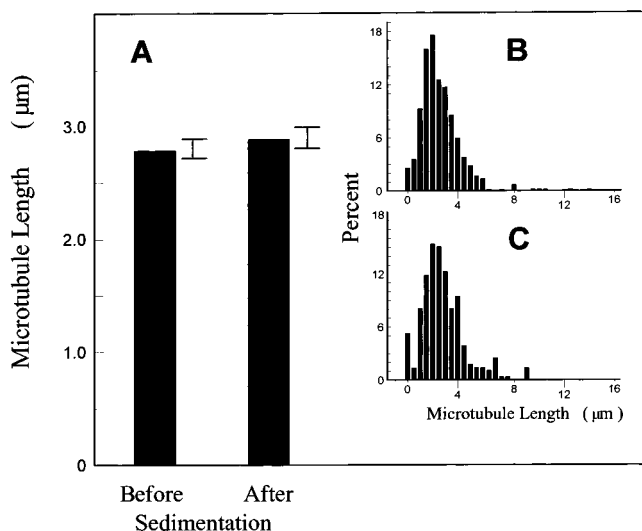 A
Microtubule Length ( μm)
3.0
2.0
1.0
0
Before After
Sedimentation
B
Percent
18
12
6
0
0 4 8 12 16
C
18
12
6
0
0 4 8 12 16
Microtubule Length ( μm )